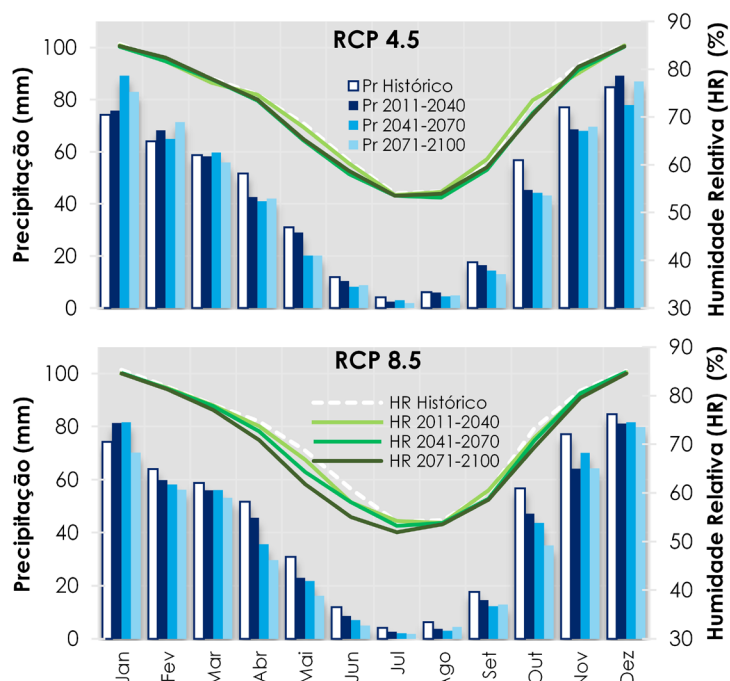 RCP 4.5
Precipitação (mm)
100
80
60
40
20
0
Pr Histórico
Pr 2011-2040
Pr 2041-2070
Pr 2071-2100
90
80
70
60
50
40
30
Humidade Relativa (HR) (%)
RCP 8.5
Precipitação (mm)
100
80
60
40
20
0
HR Histórico
HR 2011-2040
HR 2041-2070
HR 2071-2100
90
80
70
60
50
40
30
Humidade Relativa (HR) (%)
Jan
Fev
Mar
Abr
Mai
Jun
Jul
Ago
Set
Out
Nov
Dez